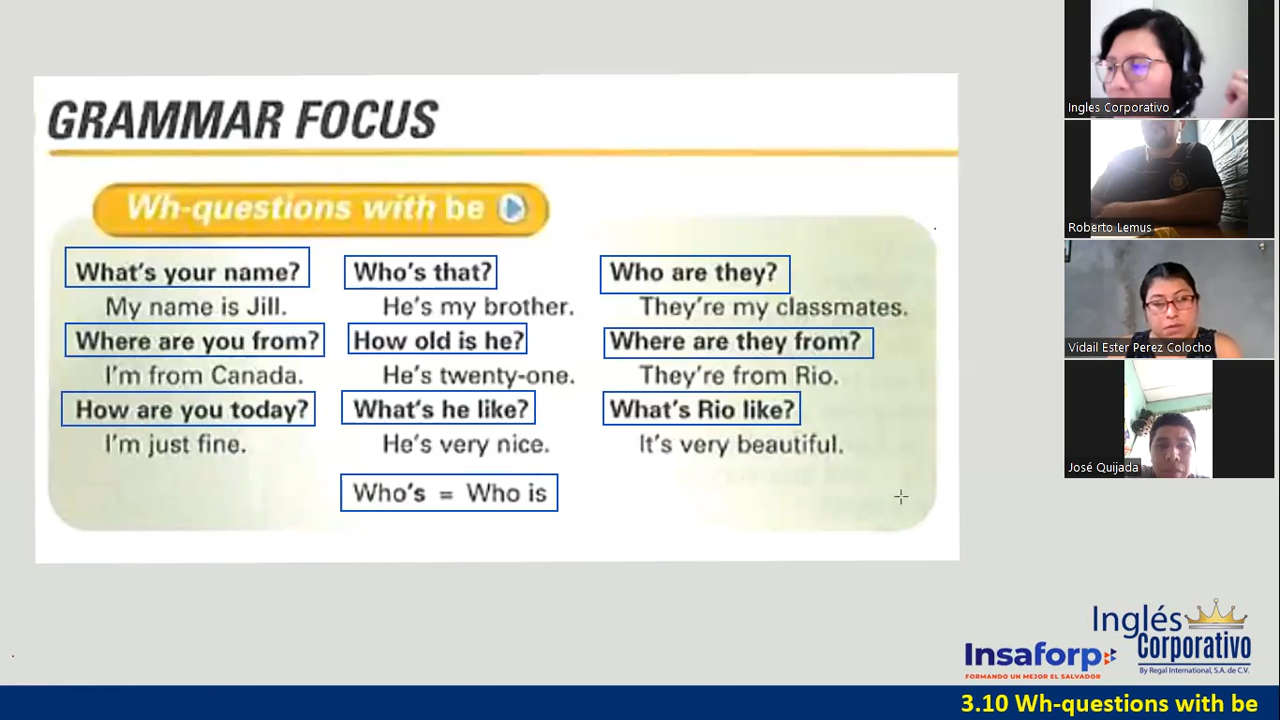 GRAMMAR FOCUS
Wh-questions with be
What's your name?
My name is Jill.
Where are you from?
I'm from Canada.
How are you today?
I'm just fine.
Who's that?
He's my brother.
How old is he?
He's twenty-one.
What's he like?
He's very nice.
Who's = Who is
Who are they?
They're my classmates.
Where are they from?
They're from Rio.
What's Rio like?
It's very beautiful.
Ingles Corporativo
Roberto Lemus
Vidail Ester Perez Colocho
José Quijada
Insaforp
FORMANDO UN MEJOR EL SALVADOR
Inglés
Corporativo
By Regal International, S.A. de C.V.
3.10 Wh-questions with be